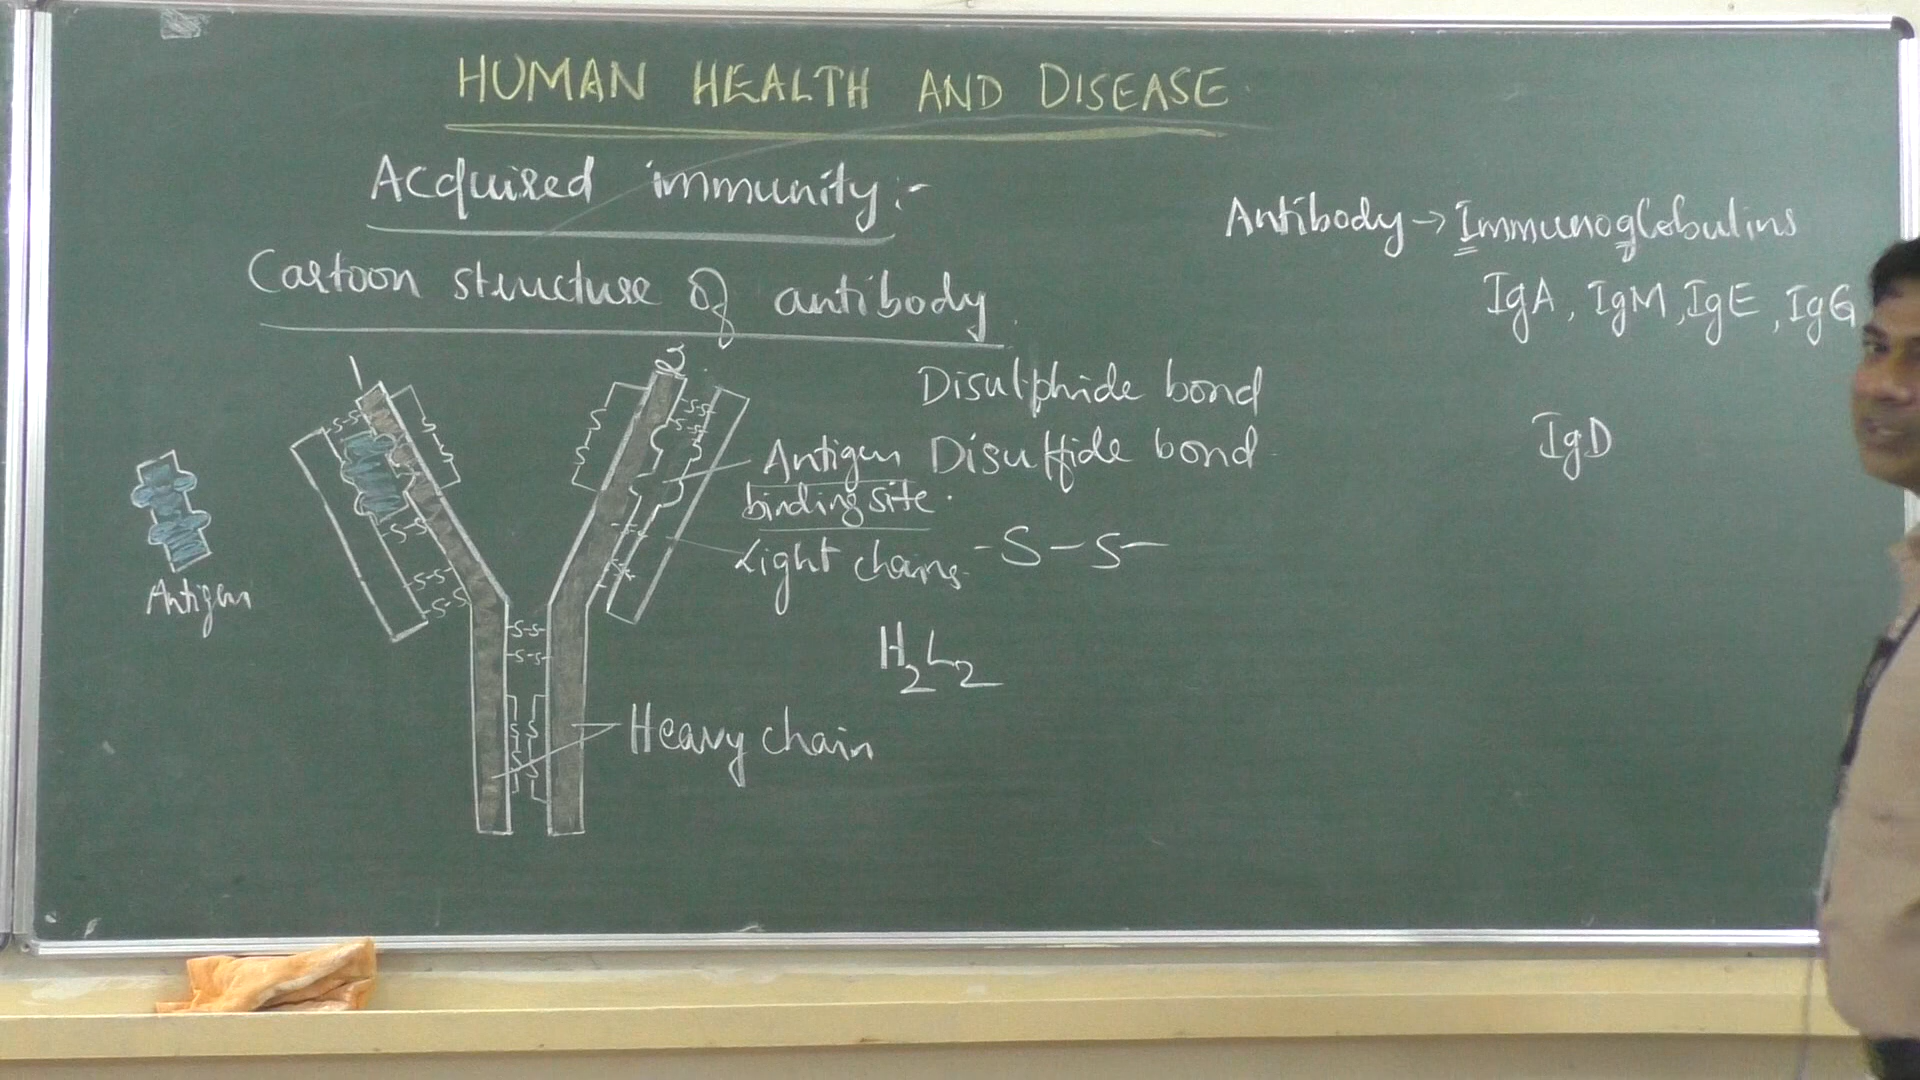 HUMAN HEALTH AND DISEASE
Acquired immunity:-
Cartoon structure of antibody
Antibody → Immunoglobulins
IgA, IgM, IgE, IgG
IgD
Disulphide bond
Disulfide bond
Antigen
binding site.
Light chains
-S-S-
H2L2
Heavy chain
Antigen
S-S
S-S
S-S
S-S
S-S
S-S
S-S
S-S